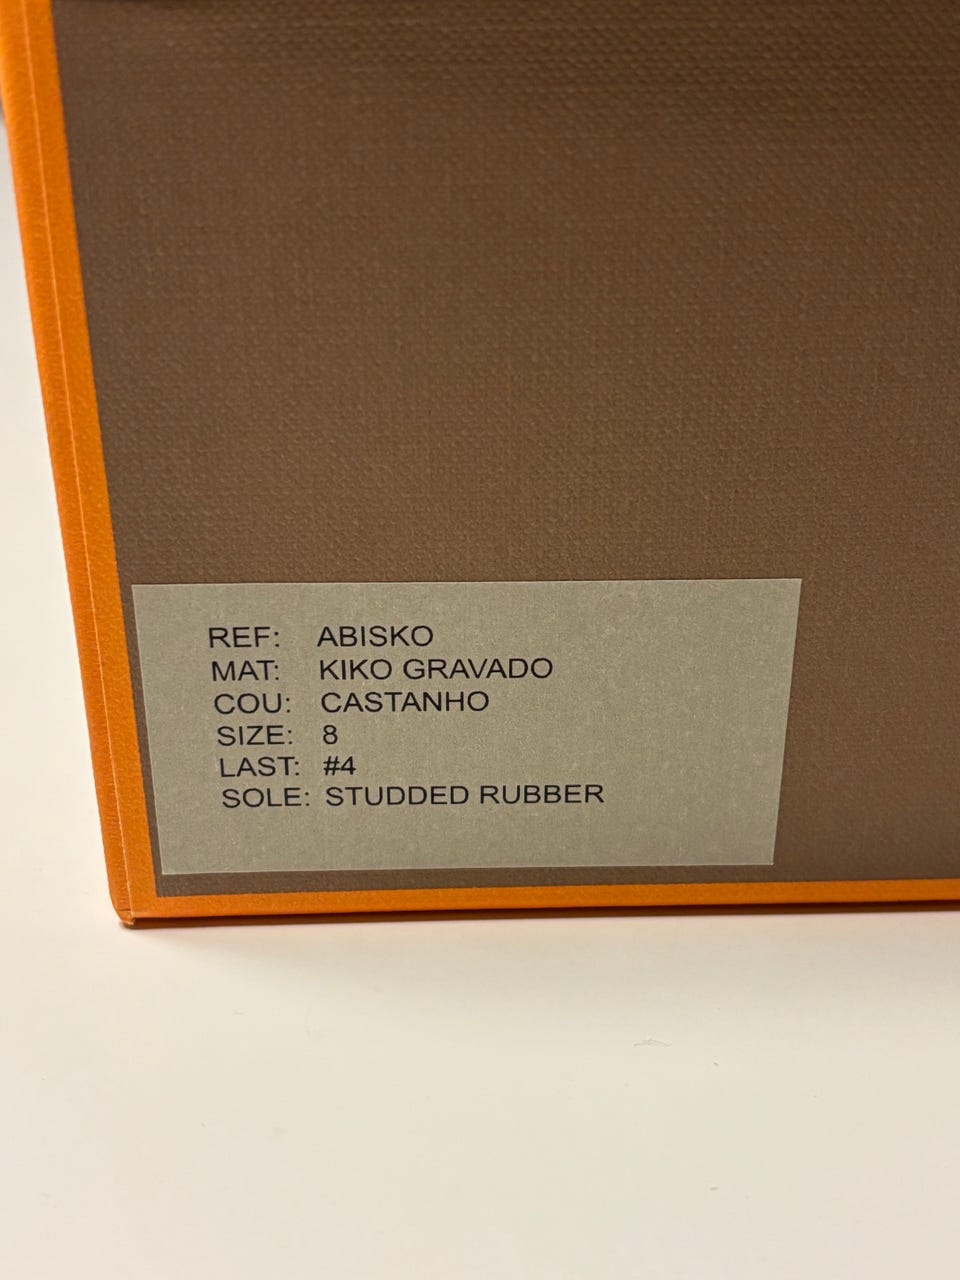 REF: ABISKO
MAT: KIKO GRAVADO
COU: CASTANHO
SIZE: 8
LAST: #4
SOLE: STUDDED RUBBER